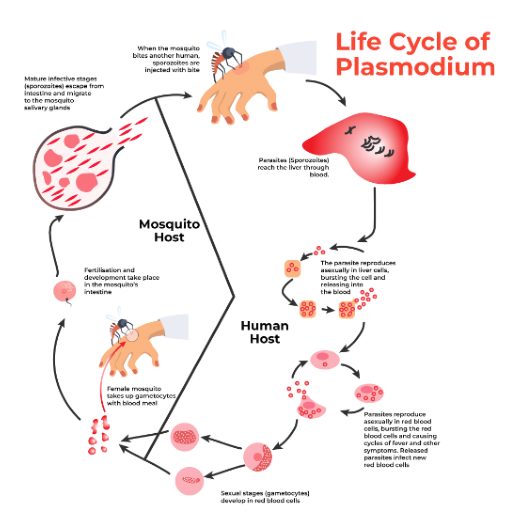 Life Cycle of
Plasmodium
When the mosquito
bites another human,
sporozoites are
injected with bite
Mature infective stages
(sporozoites) escape from
intestine and migrate
to the mosquito
salivary glands
Parasites (Sporozoites)
reach the liver through
blood.
Mosquito
Host
The parasite reproduces
asexually in liver cells,
bursting the cell and
releasing into
the blood
Fertilisation and
development take place
in the mosquito's
intestine
Human
Host
Female mosquito
takes up gametocytes
with blood meal
Parasites reproduce
asexually in red blood
cells, bursting the red
blood cells and causing
cycles of fever and other
symptoms. Released
parasites infect new
red blood cells
Sexual stages (gametocytes)
develop in red blood cells